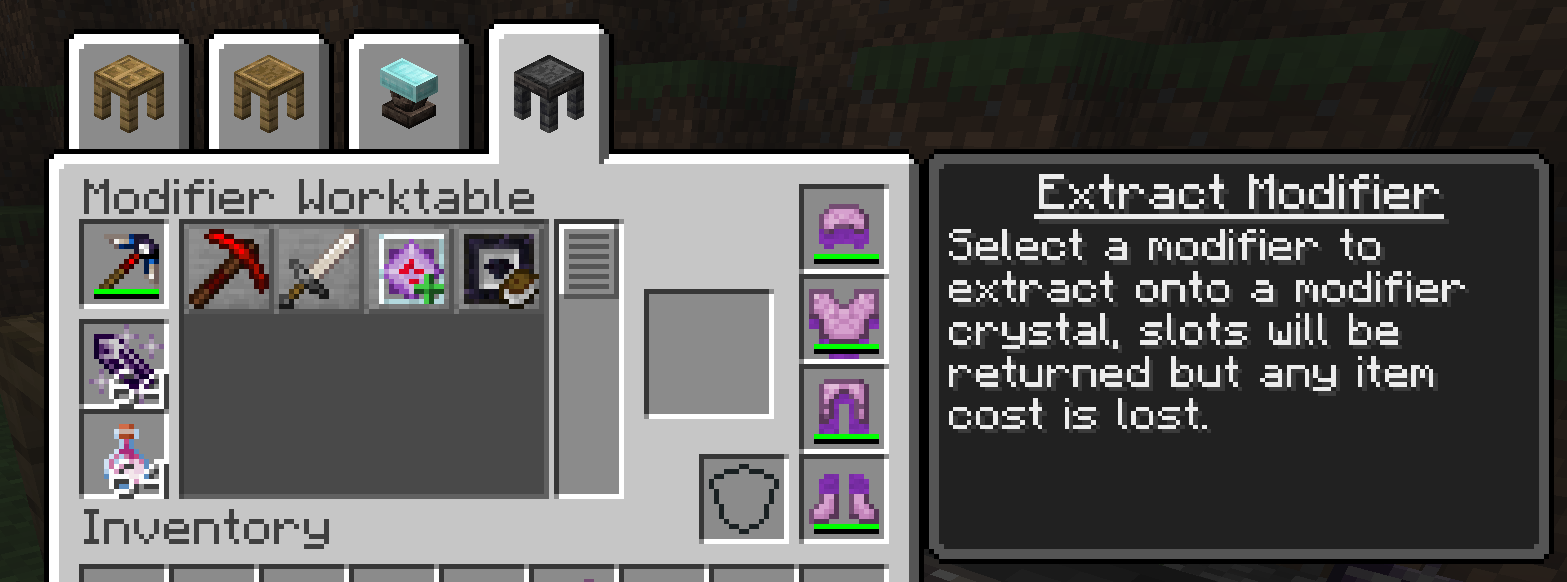 Modifier Worktable
Extract Modifier
Select a modifier to
extract onto a modifier
crystal, slots will be
returned but any item
cost is lost.
Inventory